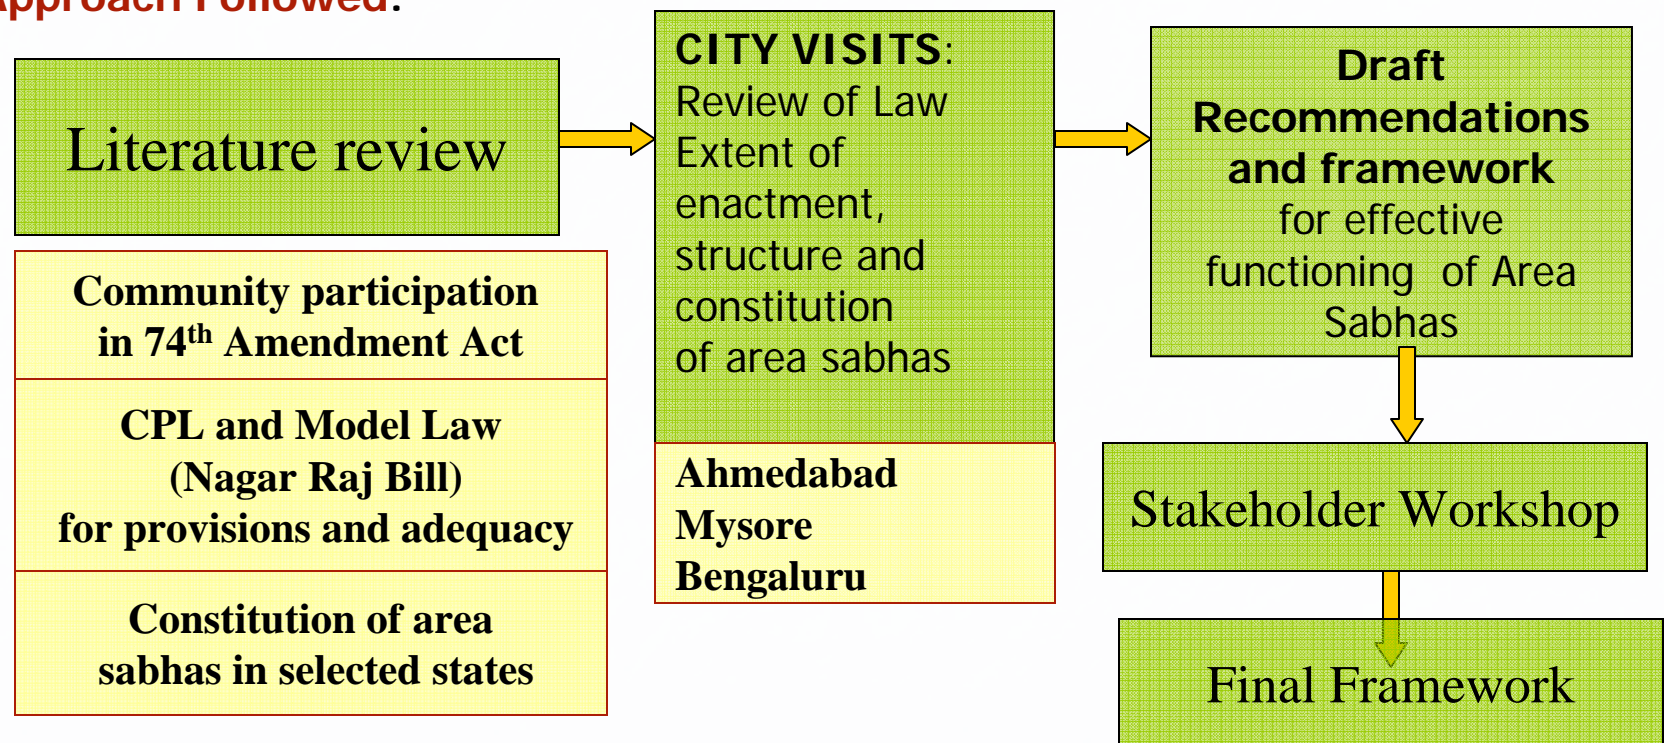 Approach Followed:
Literature review
Community participation
in 74th Amendment Act
CPL and Model Law
(Nagar Raj Bill)
for provisions and adequacy
Constitution of area
sabhas in selected states
CITY VISITS:
Review of Law
Extent of
enactment,
structure and
constitution
of area sabhas
Ahmedabad
Mysore
Bengaluru
Draft
Recommendations
and framework
for effective
functioning of Area
Sabhas
Stakeholder Workshop
Final Framework